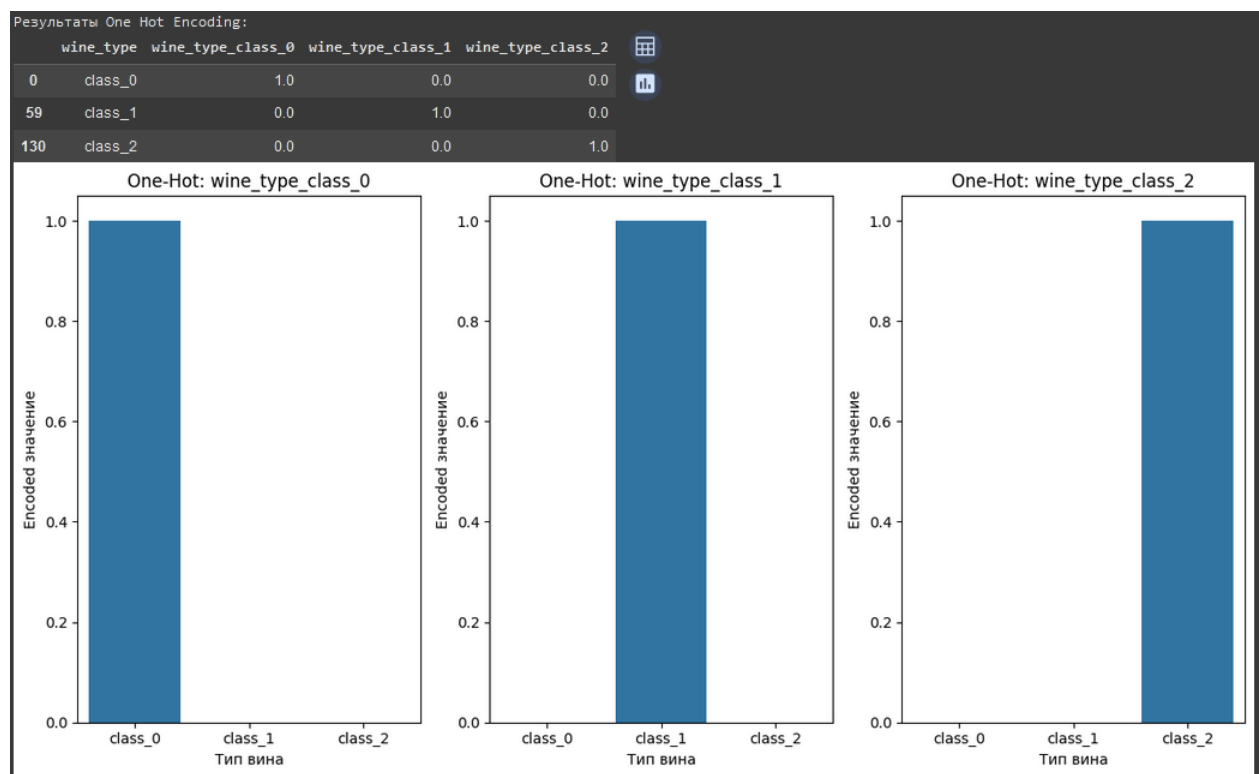 Результаты One Hot Encoding:
wine_type wine_type_class_0 wine_type_class_1 wine_type_class_2
0 class_0 1.0 0.0 0.0
59 class_1 0.0 1.0 0.0
130 class_2 0.0 0.0 1.0
One-Hot: wine_type_class_0
Encoded значение
1.0
0.8
0.6
0.4
0.2
0.0
class_0 class_1 class_2
Тип вина
One-Hot: wine_type_class_1
Encoded значение
1.0
0.8
0.6
0.4
0.2
0.0
class_0 class_1 class_2
Тип вина
One-Hot: wine_type_class_2
Encoded значение
1.0
0.8
0.6
0.4
0.2
0.0
class_0 class_1 class_2
Тип вина